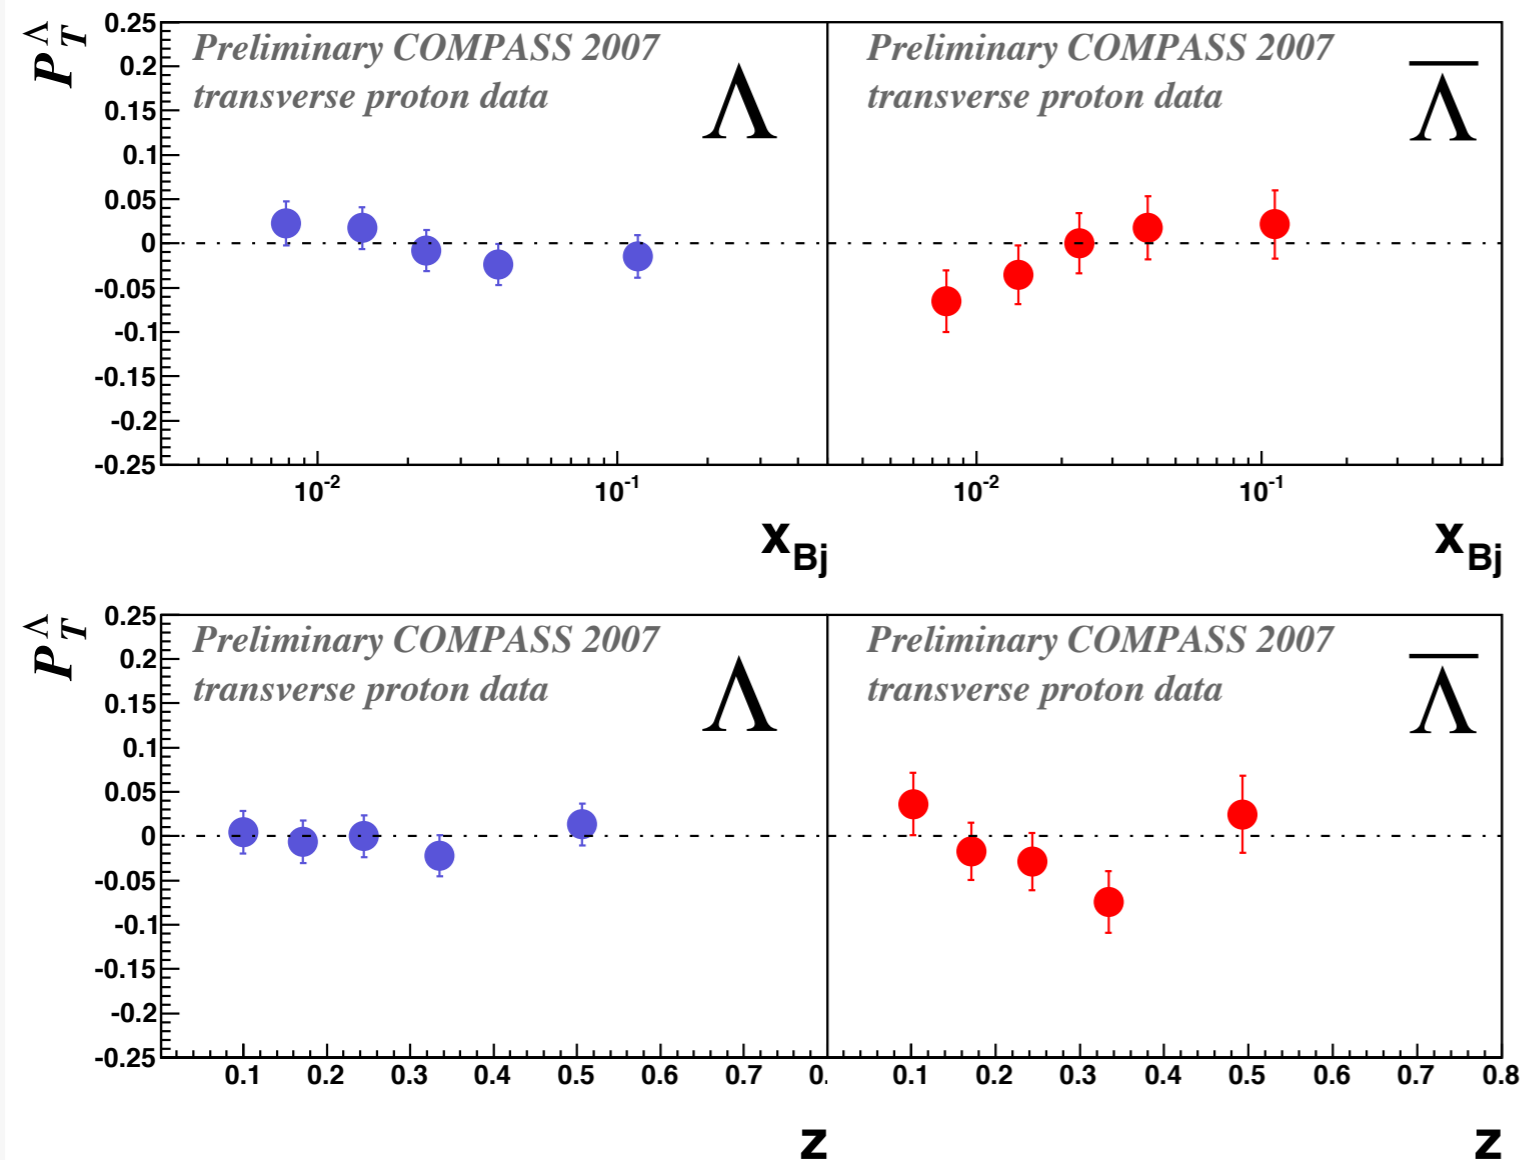 P_T^Λ
0.25
0.2
0.15
0.1
0.05
0
-0.05
-0.1
-0.15
-0.2
-0.25
Preliminary COMPASS 2007
transverse proton data
Λ
Preliminary COMPASS 2007
transverse proton data
Λ̅
10^-2 10^-1
x_Bj
10^-2 10^-1
x_Bj
P_T^Λ
0.25
0.2
0.15
0.1
0.05
0
-0.05
-0.1
-0.15
-0.2
-0.25
Preliminary COMPASS 2007
transverse proton data
Λ
Preliminary COMPASS 2007
transverse proton data
Λ̅
0.1 0.2 0.3 0.4 0.5 0.6 0.7 0.
z
0.1 0.2 0.3 0.4 0.5 0.6 0.7 0.8
z